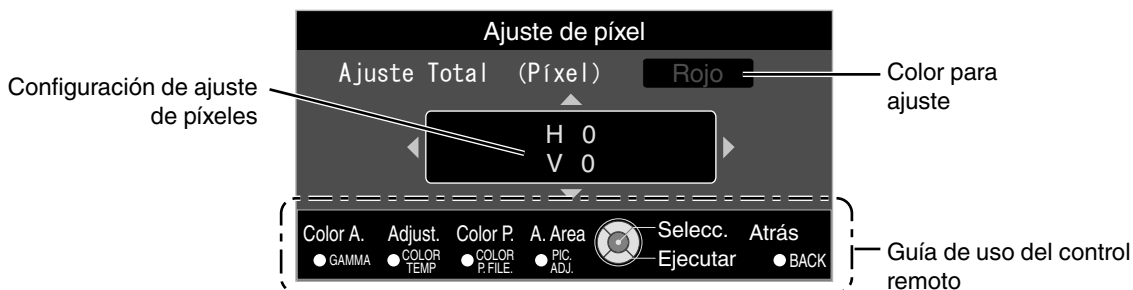 Ajuste de píxel
Ajuste Total (Píxel) Rojo
Configuración de ajuste
de píxeles
Color para
ajuste
H 0
V 0
Color A. Adjust. Color P. A. Area Selecc. Atrás
GAMMA COLOR TEMP COLOR P. FILE. PIC. ADJ. Ejecutar BACK
Guía de uso del control
remoto